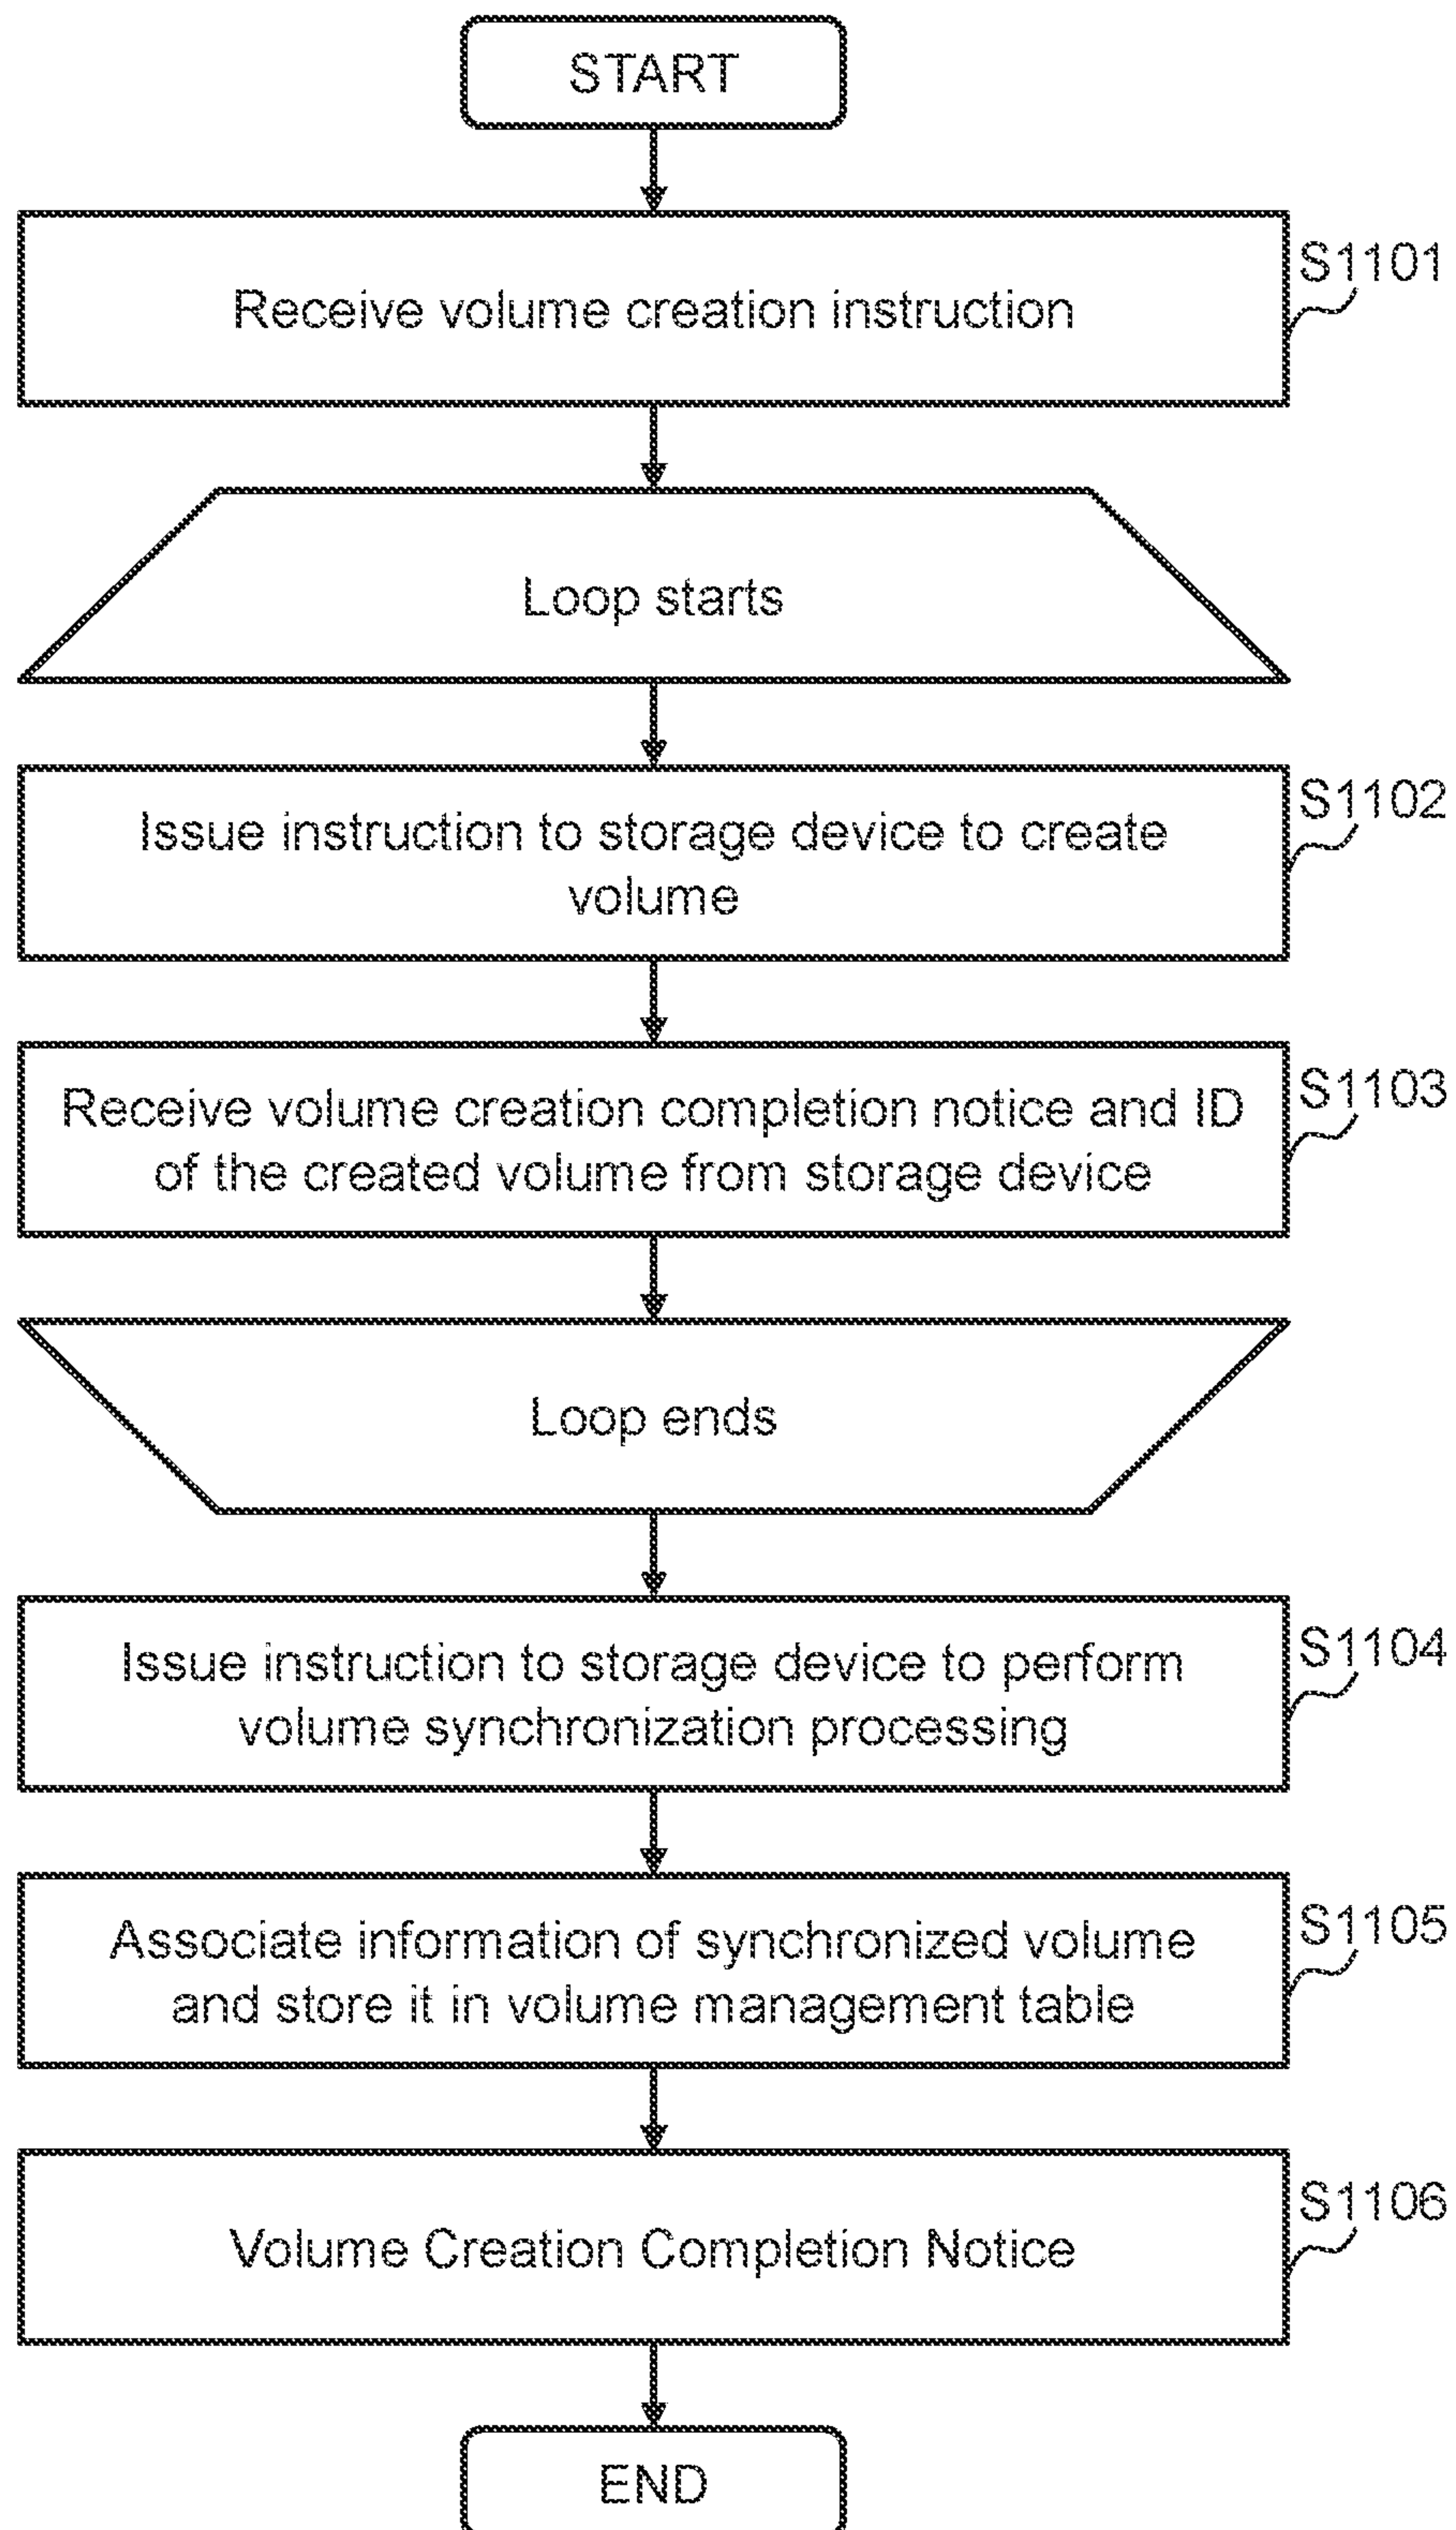 START
Receive volume creation instruction
S1101
Loop starts
Issue instruction to storage device to create
volume
S1102
Receive volume creation completion notice and ID
of the created volume from storage device
S1103
Loop ends
Issue instruction to storage device to perform
volume synchronization processing
S1104
Associate information of synchronized volume
and store it in volume management table
S1105
Volume Creation Completion Notice
S1106
END